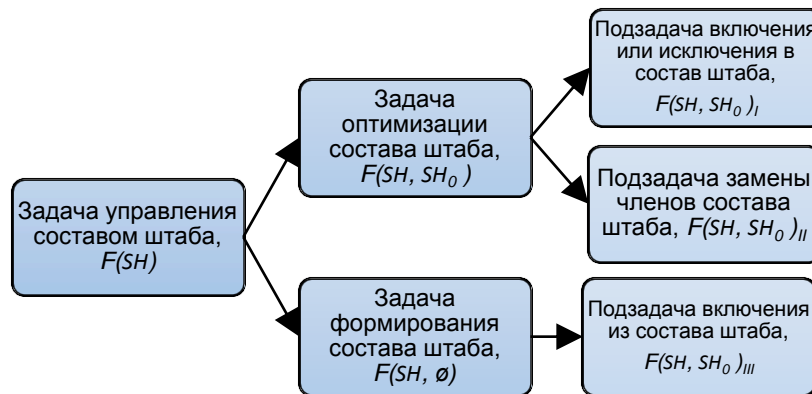 Задача управления
составом штаба,
F(SH)
Задача
оптимизации
состава штаба,
F(SH, SH₀ )
Задача
формирования
состава штаба,
F(SH, ø)
Подзадача включения
или исключения в
состав штаба,
F(SH, SH₀ )I
Подзадача замены
членов состава
штаба, F(SH, SH₀ )II
Подзадача включения
из состава штаба,
F(SH, SH₀ )III